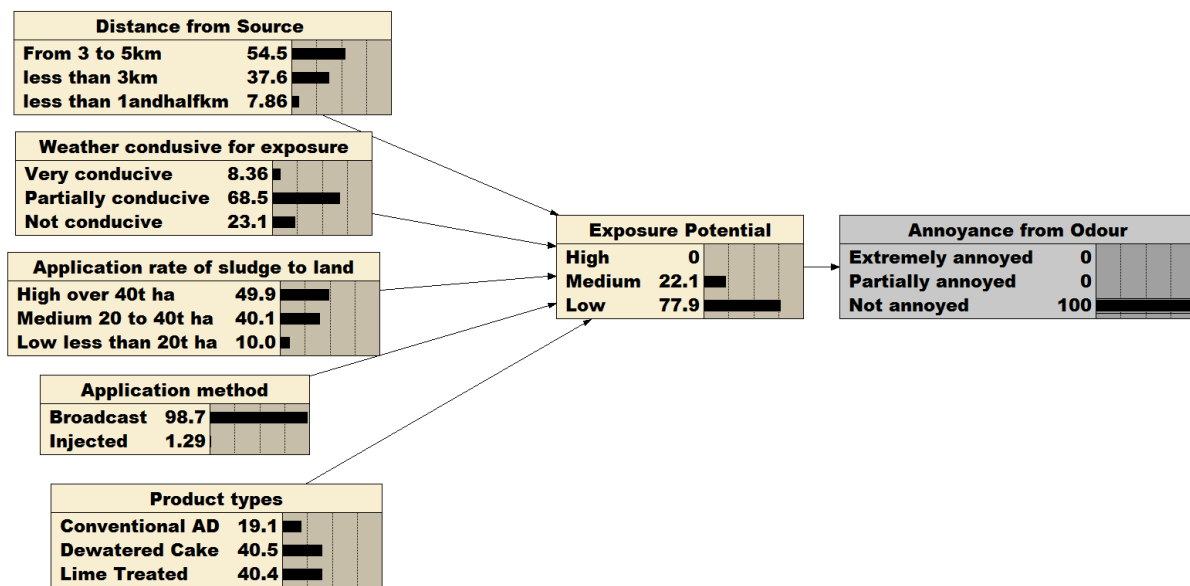 Distance from Source
From 3 to 5km 54.5
less than 3km 37.6
less than 1andhalfkm 7.86
Weather condusive for exposure
Very conducive 8.36
Partially conducive 68.5
Not conducive 23.1
Application rate of sludge to land
High over 40t ha 49.9
Medium 20 to 40t ha 40.1
Low less than 20t ha 10.0
Application method
Broadcast 98.7
Injected 1.29
Product types
Conventional AD 19.1
Dewatered Cake 40.5
Lime Treated 40.4
Exposure Potential
High 0
Medium 22.1
Low 77.9
Annoyance from Odour
Extremely annoyed 0
Partially annoyed 0
Not annoyed 100